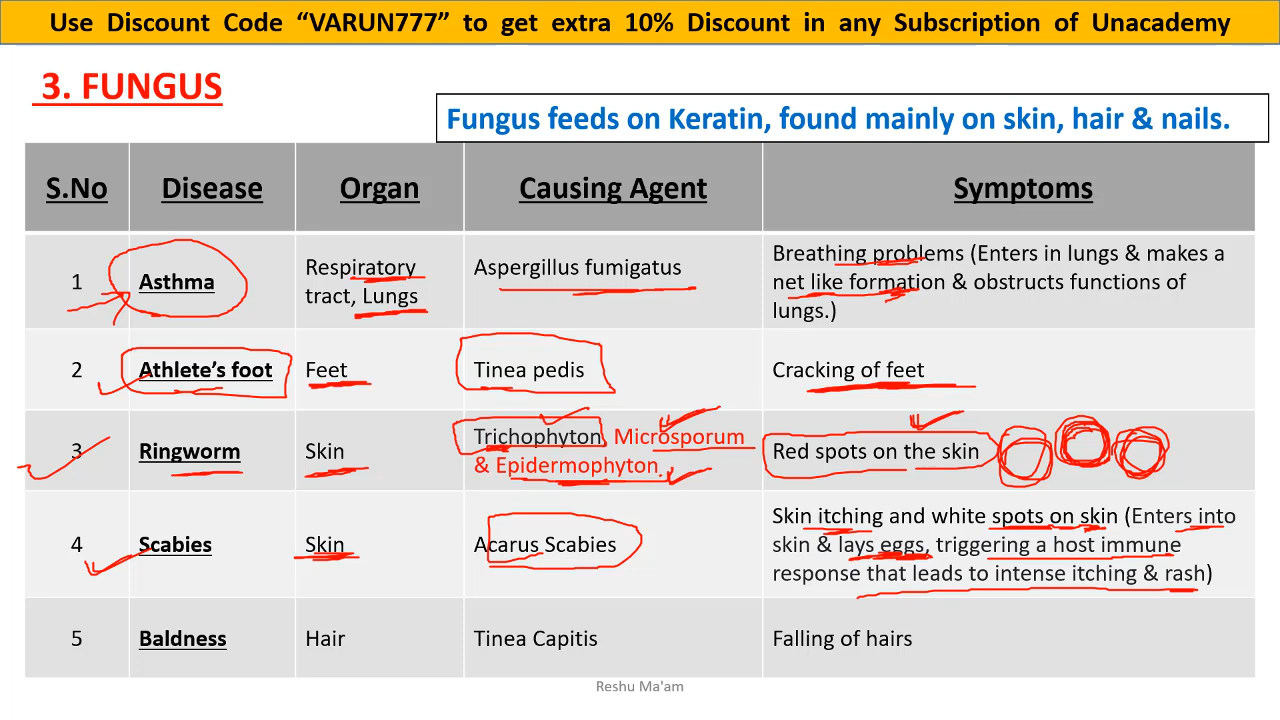 Use Discount Code “VARUN777” to get extra 10% Discount in any Subscription of Unacademy
3. FUNGUS
Fungus feeds on Keratin, found mainly on skin, hair & nails.
S.No Disease Organ Causing Agent Symptoms
1 Asthma Respiratory tract, Lungs Aspergillus fumigatus Breathing problems (Enters in lungs & makes a
net like formation & obstructs functions of
lungs.)
2 Athlete’s foot Feet Tinea pedis Cracking of feet
3 Ringworm Skin Trichophyton, Microsporum
& Epidermophyton. Red spots on the skin
4 Scabies Skin Acarus Scabies Skin itching and white spots on skin (Enters into
skin & lays eggs, triggering a host immune
response that leads to intense itching & rash)
5 Baldness Hair Tinea Capitis Falling of hairs
Reshu Ma'am